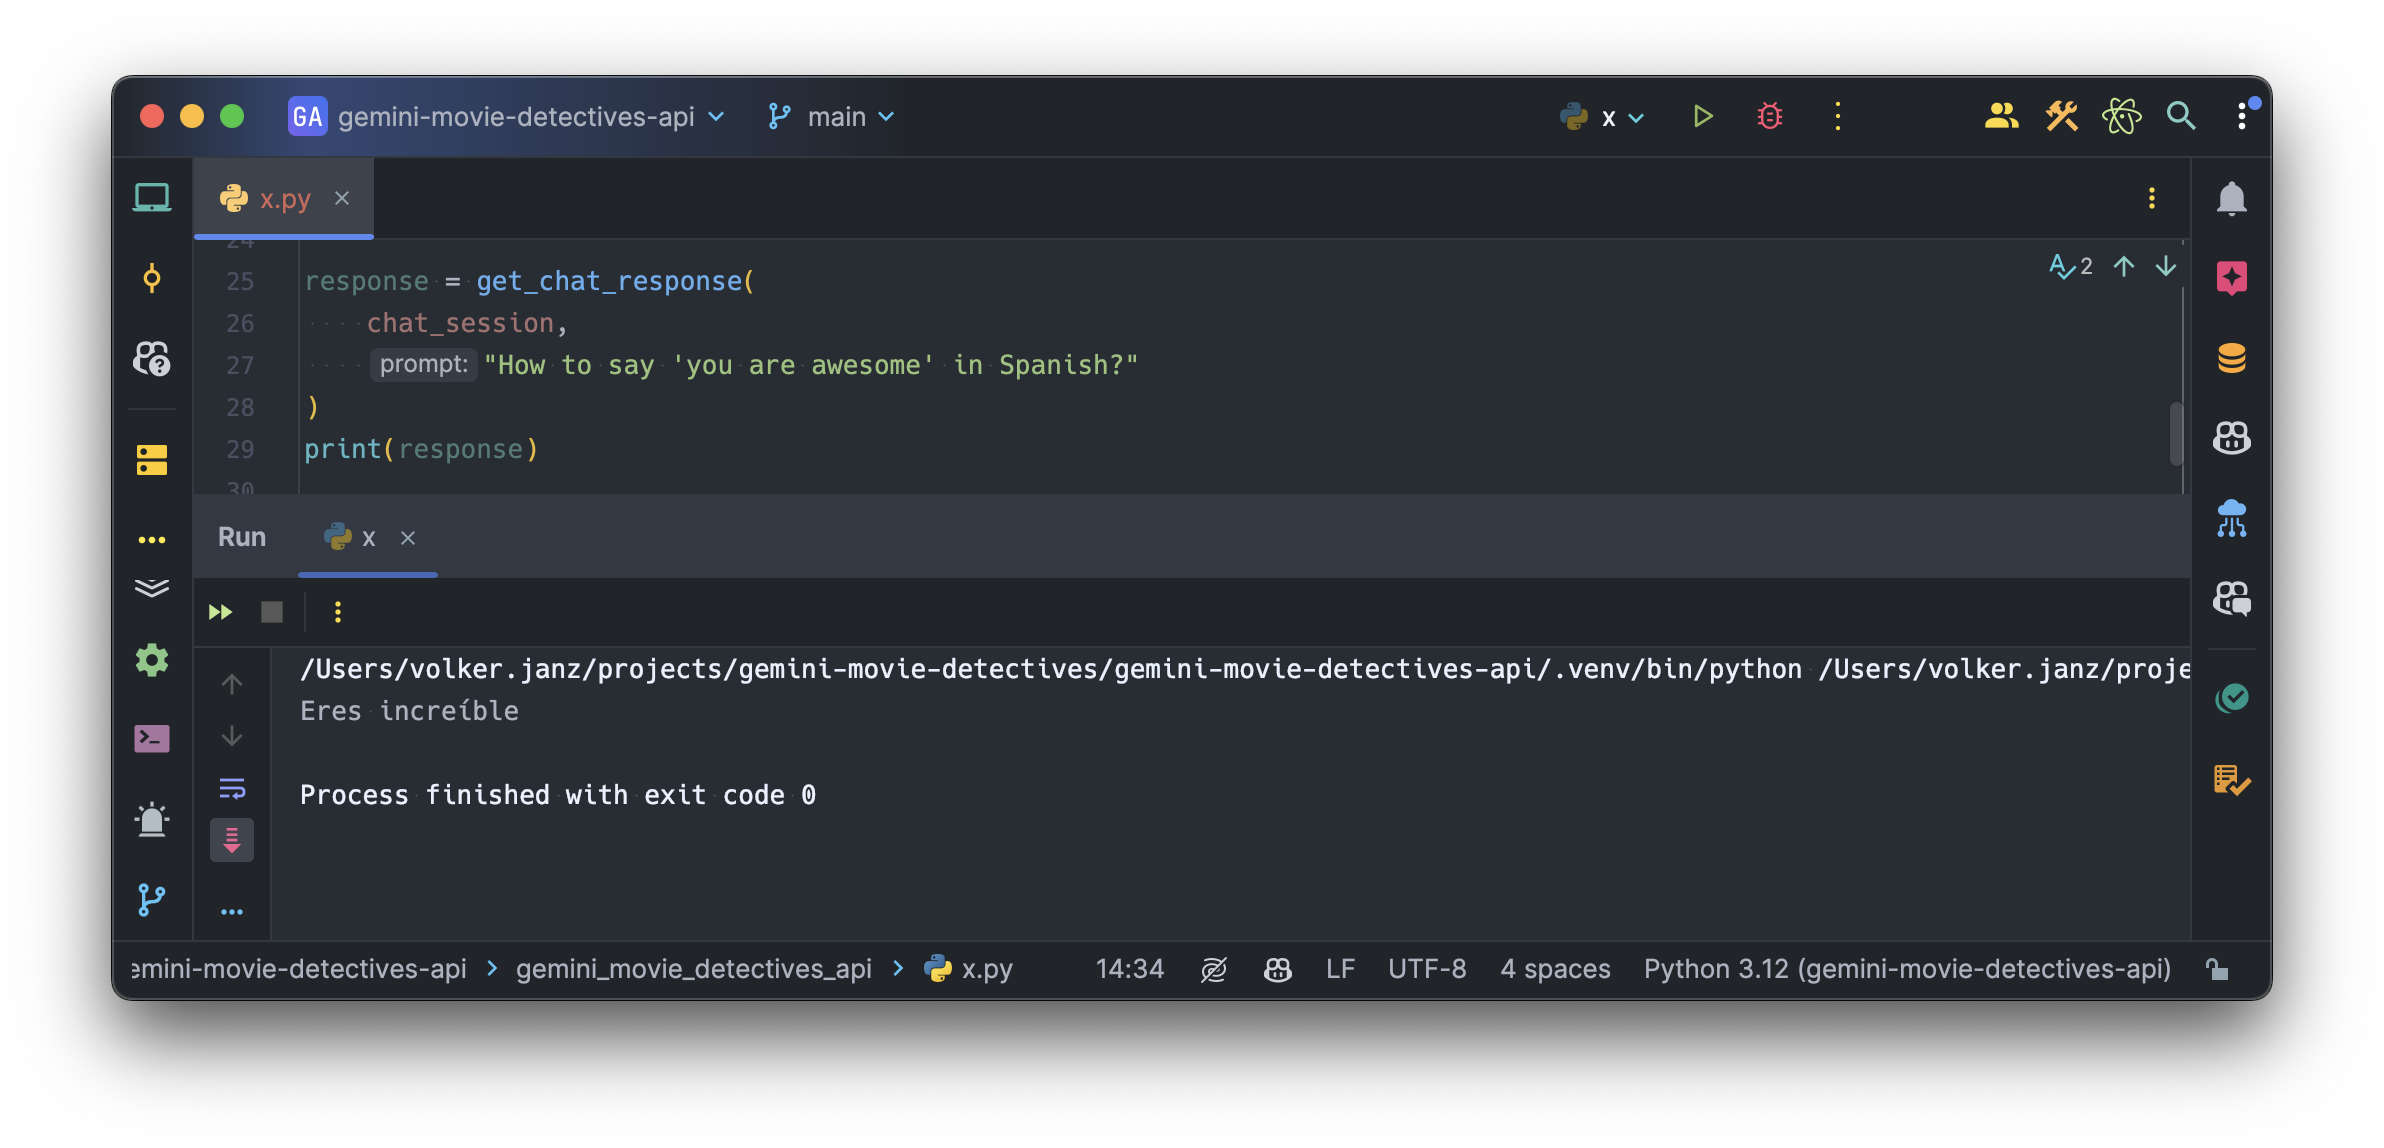 GA gemini-movie-detectives-api main x
x.py
24
25 response = get_chat_response(
2
26 chat_session,
27 prompt: "How to say 'you are awesome' in Spanish?"
28 )
29 print(response)
30
Run x
/Users/volker.janz/projects/gemini-movie-detectives/gemini-movie-detectives-api/.venv/bin/python /Users/volker.janz/proje
Eres increíble
Process finished with exit code 0
emini-movie-detectives-api > gemini_movie_detectives_api > x.py 14:34 LF UTF-8 4 spaces Python 3.12 (gemini-movie-detectives-api)